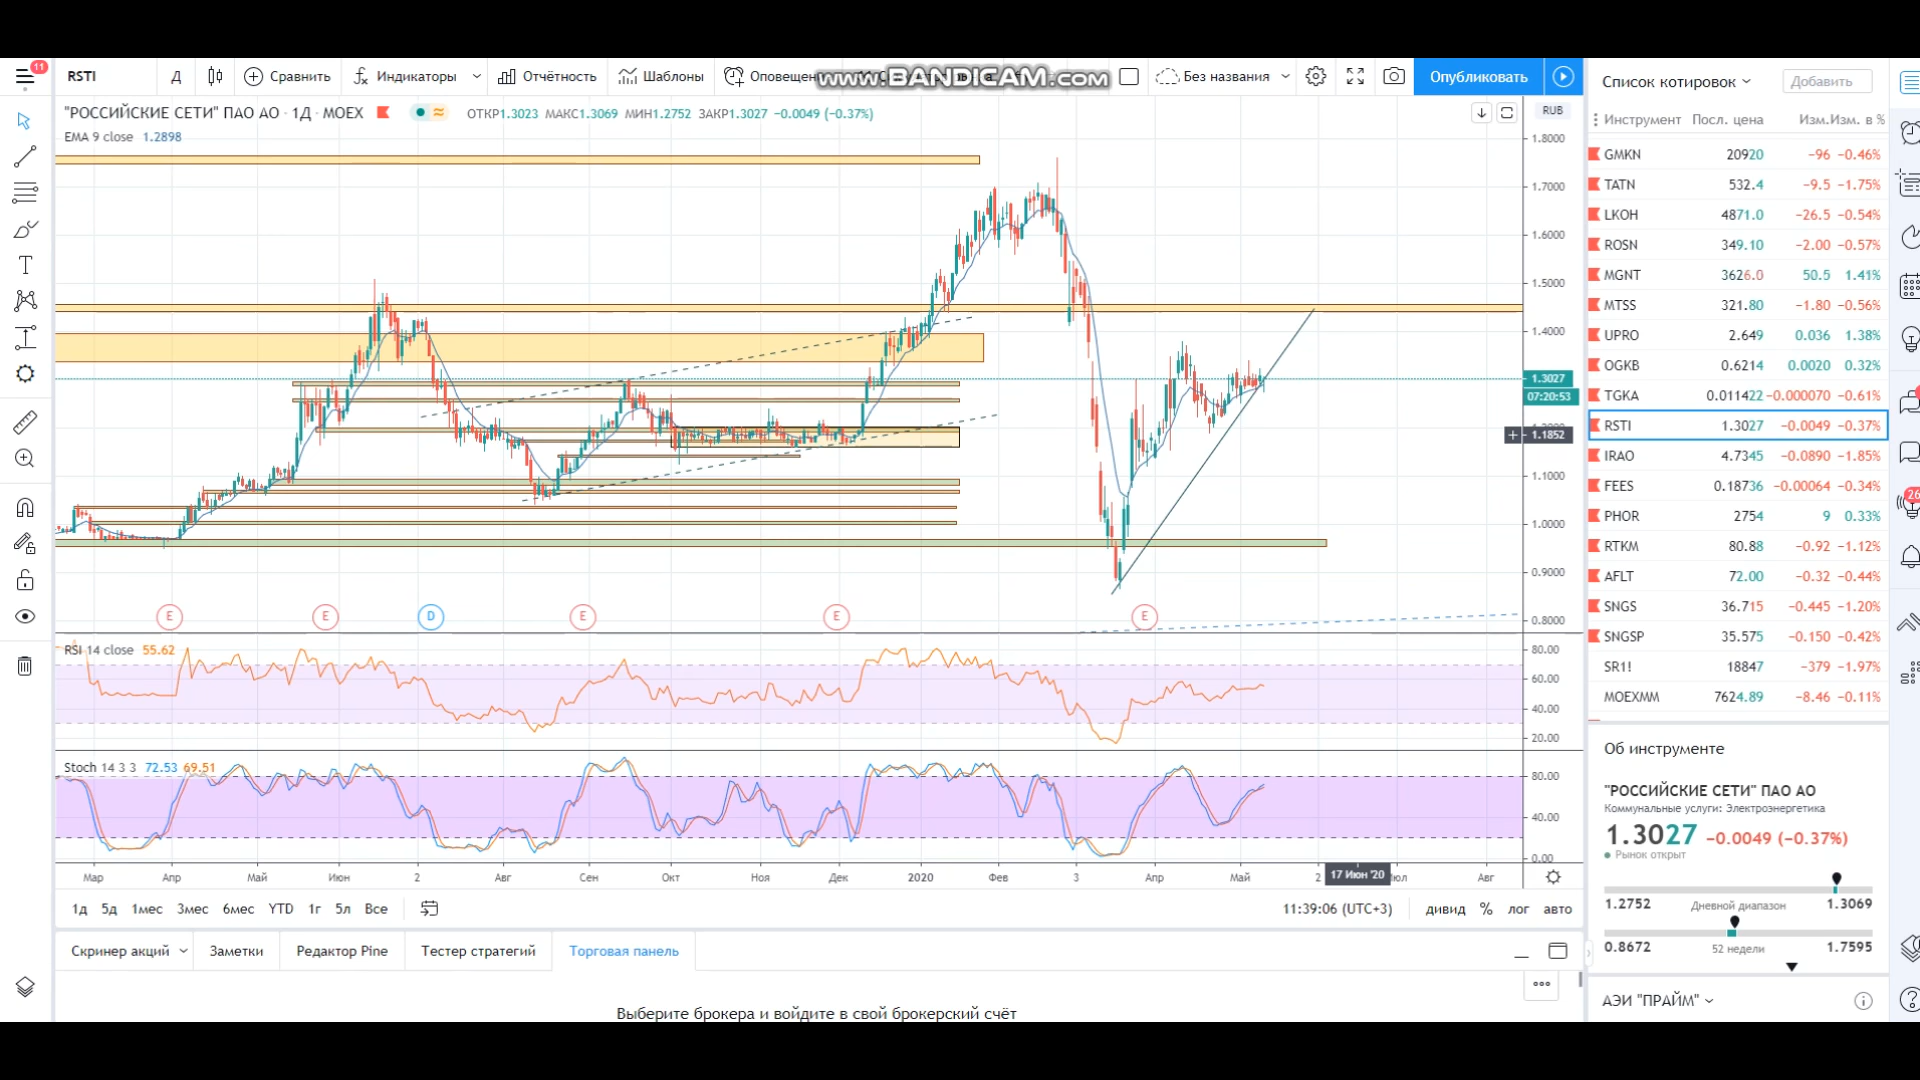 www.BANDICAM.com
11
RSTI
Д
Сравнить
Индикаторы
Отчётность
Шаблоны
Без названия
Опубликовать
"РОССИЙСКИЕ СЕТИ" ПАО АО · 1Д · MOEX
ОТКР1.3023 МАКС1.3069 МИН1.2752 ЗАКР1.3027 −0.0049 (−0.37%)
EMA 9 close 1.2898
RUB
1.8000
1.7000
1.6000
1.5000
1.4000
1.3027
07:20:53
1.1852
1.1000
1.0000
0.9000
0.8000
E
E
D
E
E
E
RSI 14 close 55.62
80.00
60.00
40.00
20.00
Stoch 14 3 3 72.53 69.51
80.00
40.00
0.00
Мар
Апр
Май
Июн
2
Авг
Сен
Окт
Ноя
Дек
2020
Фев
3
Апр
Май
2
17 Июн '20
Авг
1д 5д 1мес 3мес 6мес YTD 1г 5л Все
11:39:06 (UTC+3)
дивид % лог авто
Скринер акций
Заметки
Редактор Pine
Тестер стратегий
Торговая панель
Выберите брокера и войдите в свой брокерский счёт
Список котировок
Добавить
Инструмент Посл. цена Изм. Изм. в %
GMKN 20920 −96 −0.46%
TATN 532.4 −9.5 −1.75%
LKOH 4871.0 −26.5 −0.54%
ROSN 349.10 −2.00 −0.57%
MGNT 3626.0 50.5 1.41%
MTSS 321.80 −1.80 −0.56%
UPRO 2.649 0.036 1.38%
OGKB 0.6214 0.0020 0.32%
TGKA 0.011422 −0.000070 −0.61%
RSTI 1.3027 −0.0049 −0.37%
IRAO 4.7345 −0.0890 −1.85%
FEES 0.18736 −0.00064 −0.34%
PHOR 2754 9 0.33%
RTKM 80.88 −0.92 −1.12%
AFLT 72.00 −0.32 −0.44%
SNGS 36.715 −0.445 −1.20%
SNGSP 35.575 −0.150 −0.42%
SR1! 18847 −379 −1.97%
MOEXMM 7624.89 −8.46 −0.11%
Об инструменте
"РОССИЙСКИЕ СЕТИ" ПАО АО
Коммунальные услуги: Электроэнергетика
1.3027 −0.0049 (−0.37%)
Рынок открыт
1.2752 Дневной диапазон 1.3069
0.8672 52 недели 1.7595
АЭИ "ПРАЙМ"
26